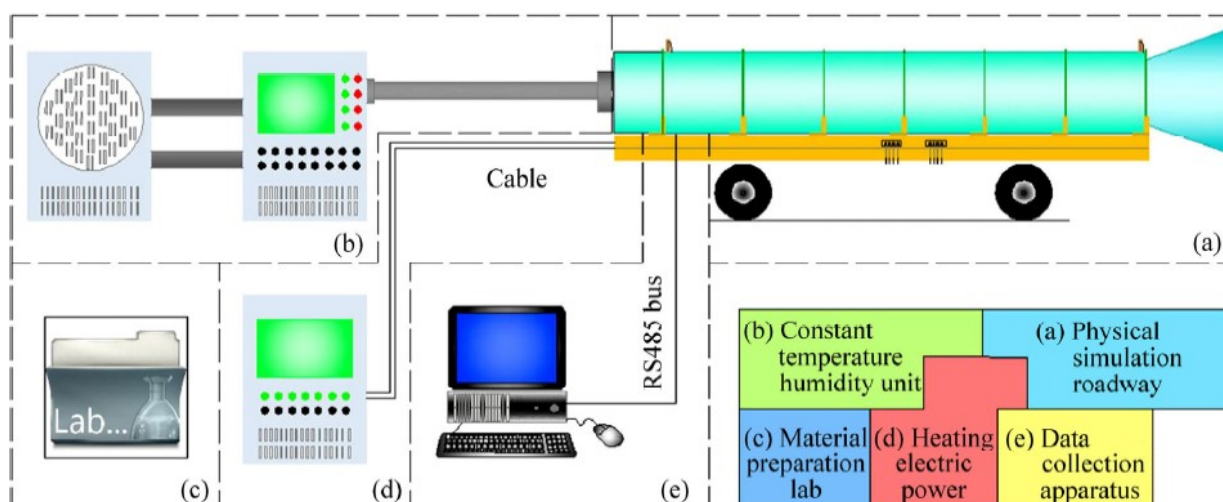 Cable
(b)
(a)
RS485 bus
Lab...
(c)
(d)
(e)
(b) Constant
temperature
humidity unit
(a) Physical
simulation
roadway
(c) Material
preparation
lab
(d) Heating
electric
power
(e) Data
collection
apparatus